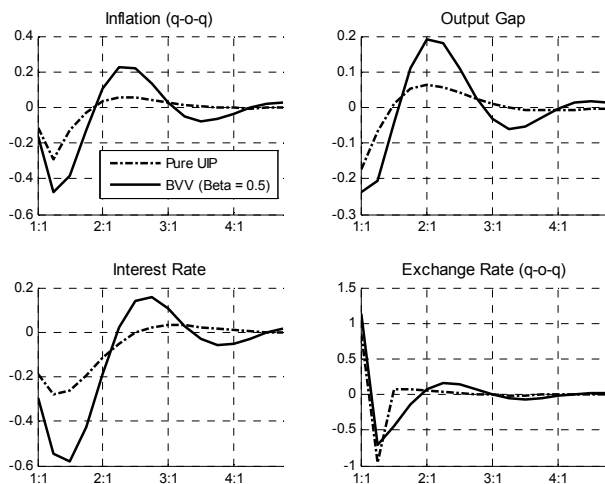 Inflation (q-o-q)
0.4
0.2
0
-0.2
-0.4
-0.6
1:1 2:1 3:1 4:1
Pure UIP
BVV (Beta = 0.5)
Output Gap
0.2
0.1
0
-0.1
-0.2
-0.3
1:1 2:1 3:1 4:1
Interest Rate
0.2
0
-0.2
-0.4
-0.6
1:1 2:1 3:1 4:1
Exchange Rate (q-o-q)
1.5
1
0.5
0
-0.5
-1
1:1 2:1 3:1 4:1